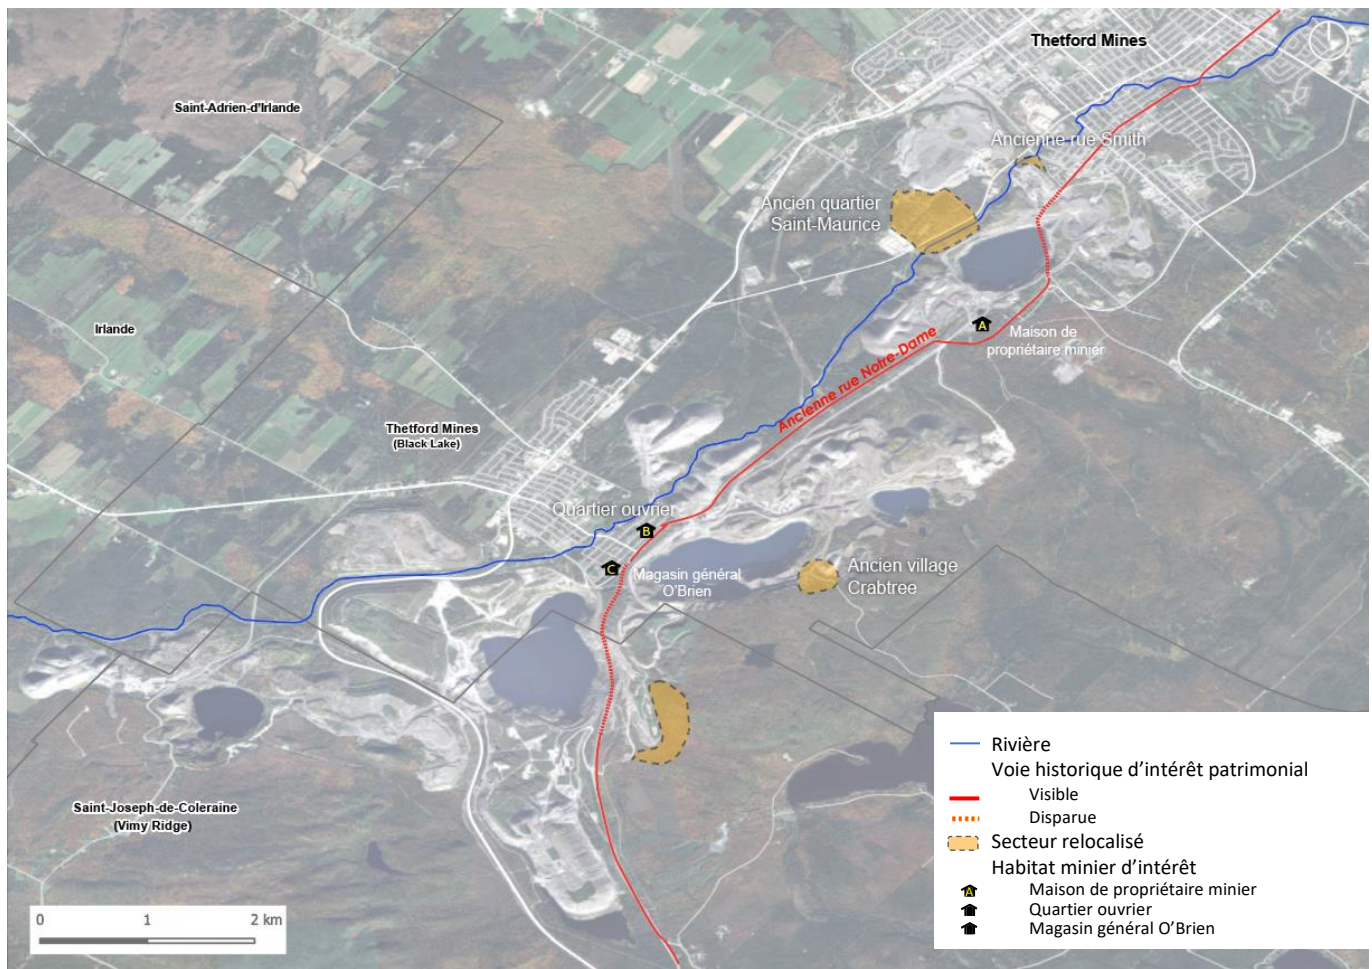 Thetford Mines
Saint-Adrien-d'Irlande
Ancienne rue Smith
Ancien quartier
Saint-Maurice
Irlande
A
Maison de
propriétaire minier
Ancienne rue Notre-Dame
Thetford Mines
(Black Lake)
Quartier ouvrier
B
C
Magasin général
O'Brien
Ancien village
Crabtree
Saint-Joseph-de-Coleraine
(Vimy Ridge)
0 1 2 km
Rivière
Voie historique d'intérêt patrimonial
Visible
Disparue
Secteur relocalisé
Habitat minier d'intérêt
A Maison de propriétaire minier
Quartier ouvrier
Magasin général O'Brien